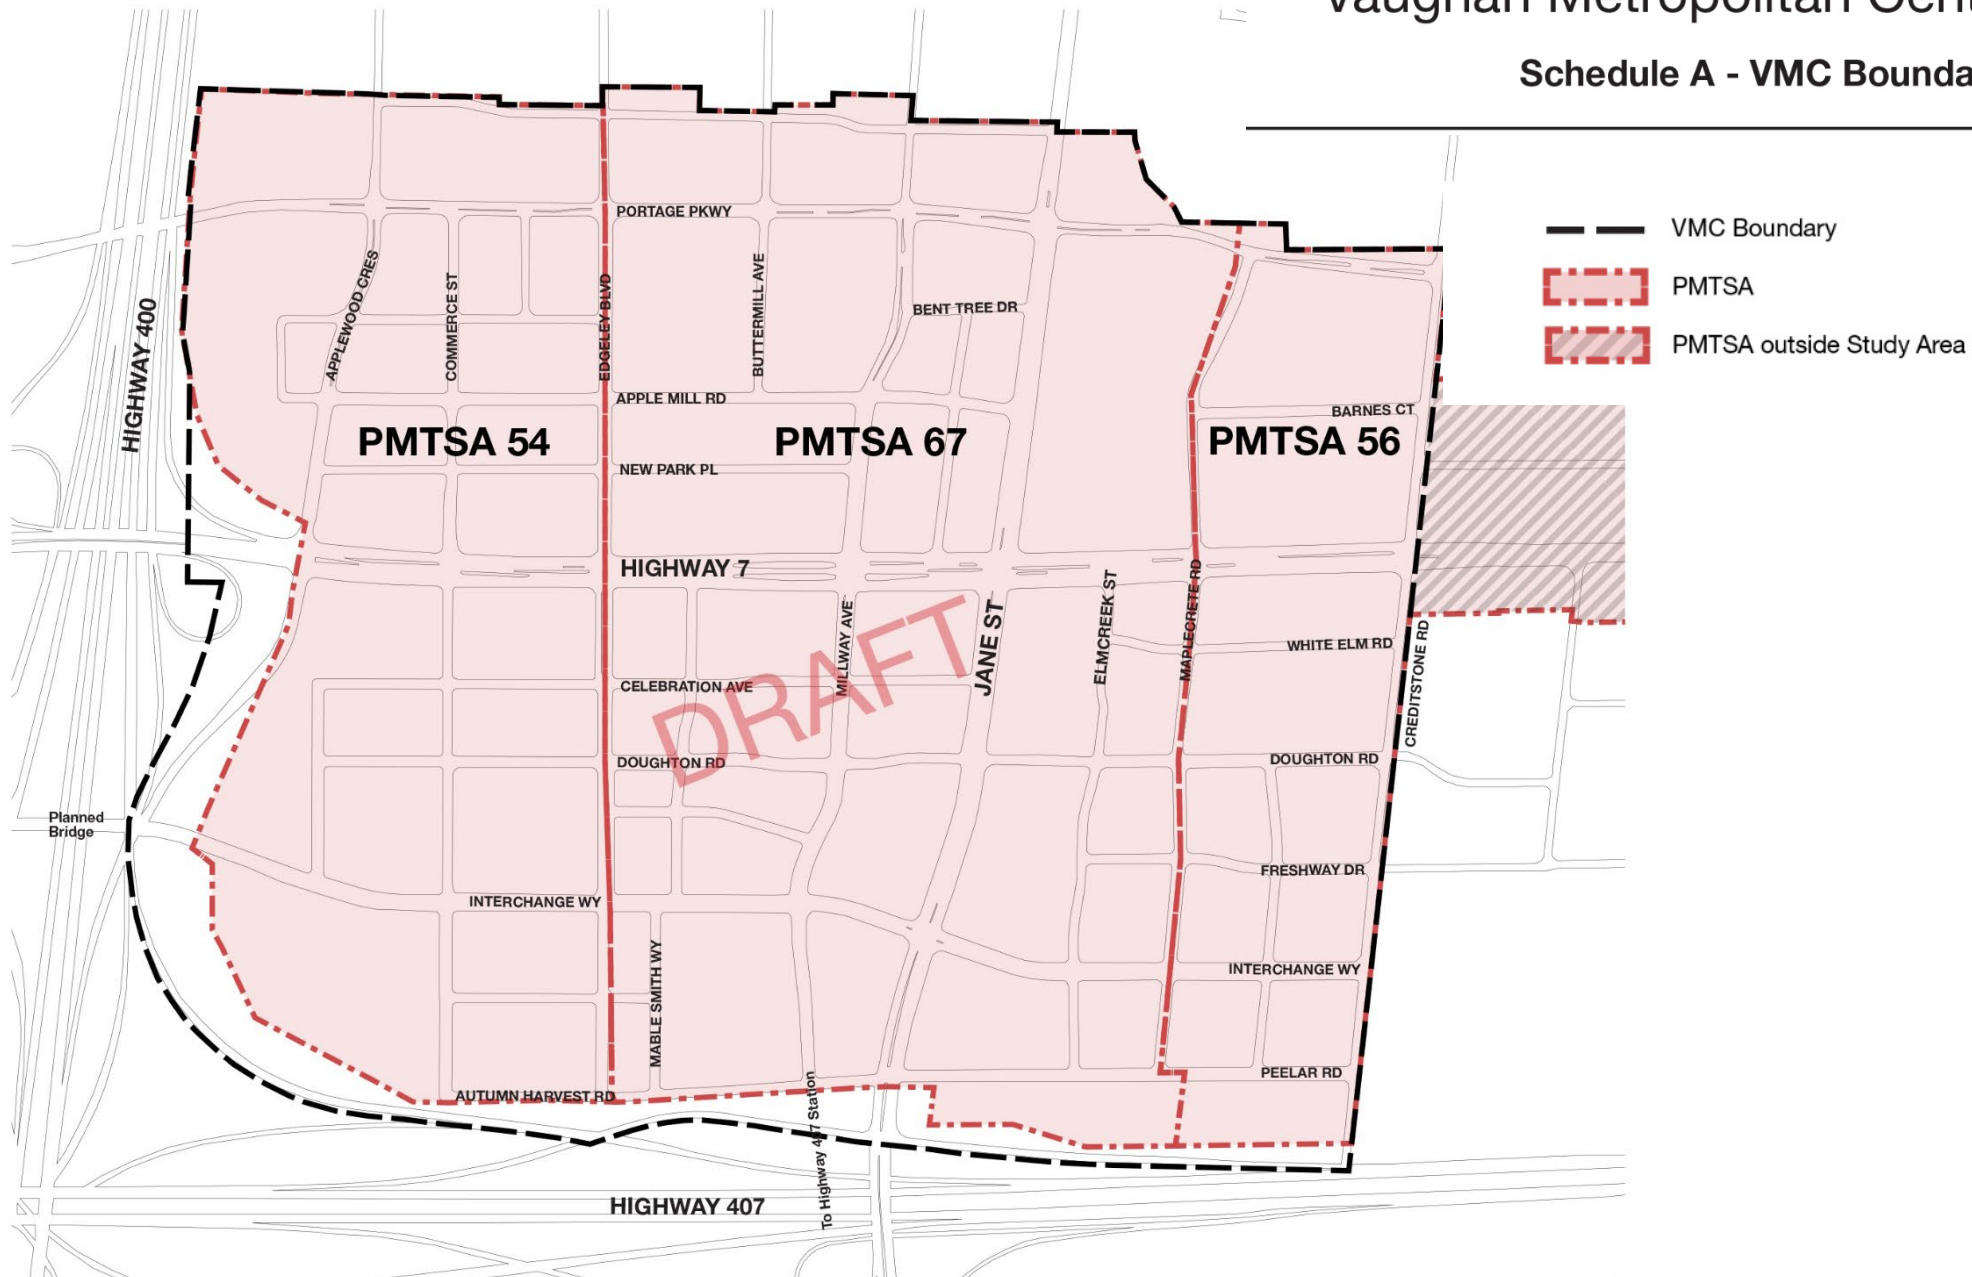 Schedule A - VMC
VMC Boundary
PMTSA
PMTSA outside Study Area
PORTAGE PKWY
APPLEWOOD CRES
COMMERCE ST
EDGELEY BLVD
BUTTERMILL AVE
BENT TREE DR
HIGHWAY 400
APPLE MILL RD
BARNES CT
PMTSA 54
PMTSA 67
PMTSA 56
NEW PARK PL
HIGHWAY 7
MILLWAY AVE
JANE ST
ELMCREEK ST
MAPLECRETE RD
WHITE ELM RD
CREDITSTONE RD
CELEBRATION AVE
DRAFT
DOUGHTON RD
DOUGHTON RD
Planned
Bridge
FRESHWAY DR
INTERCHANGE WY
MABLE SMITH WY
INTERCHANGE WY
PEELAR RD
AUTUMN HARVEST RD
To Highway 407 Station
HIGHWAY 407